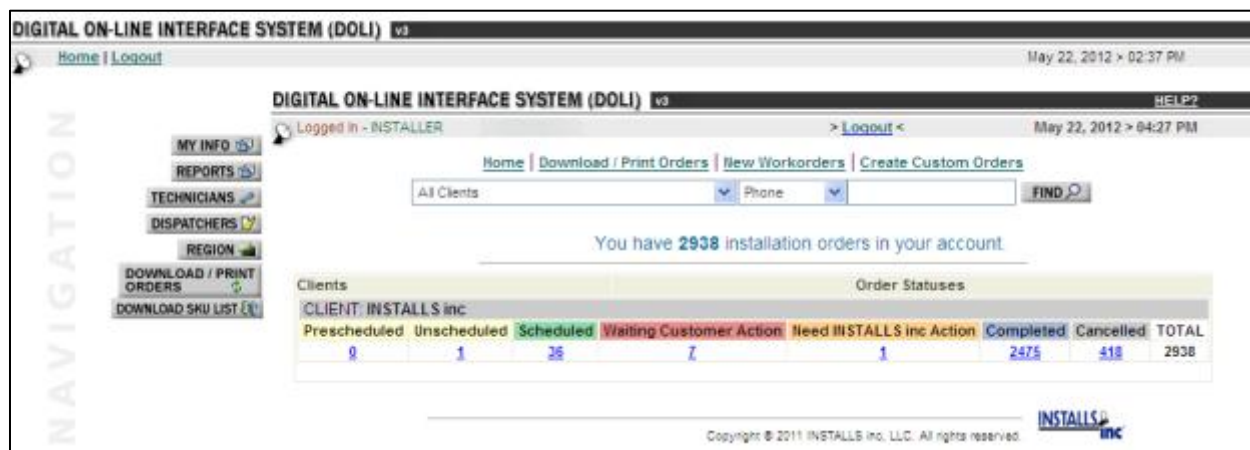 DIGITAL ON-LINE INTERFACE SYSTEM (DOLI) v3
Home | Logout May 22, 2012 > 02:37 PM
NAVIGATION
DIGITAL ON-LINE INTERFACE SYSTEM (DOLI) v3 HELP?
Logged in - INSTALLER > Logout < May 22, 2012 > 04:27 PM
MY INFO
REPORTS
TECHNICIANS
DISPATCHERS
REGION
DOWNLOAD / PRINT
ORDERS
DOWNLOAD SKU LIST
Home | Download / Print Orders | New Workorders | Create Custom Orders
All Clients Phone FIND
You have 2938 installation orders in your account.
Clients Order Statuses
CLIENT: INSTALLS inc
Prescheduled Unscheduled Scheduled Waiting Customer Action Need INSTALLS inc Action Completed Cancelled TOTAL
0 1 36 7 1 2475 418 2938
Copyright © 2011 INSTALLS inc, LLC. All rights reserved.
INSTALLS
inc